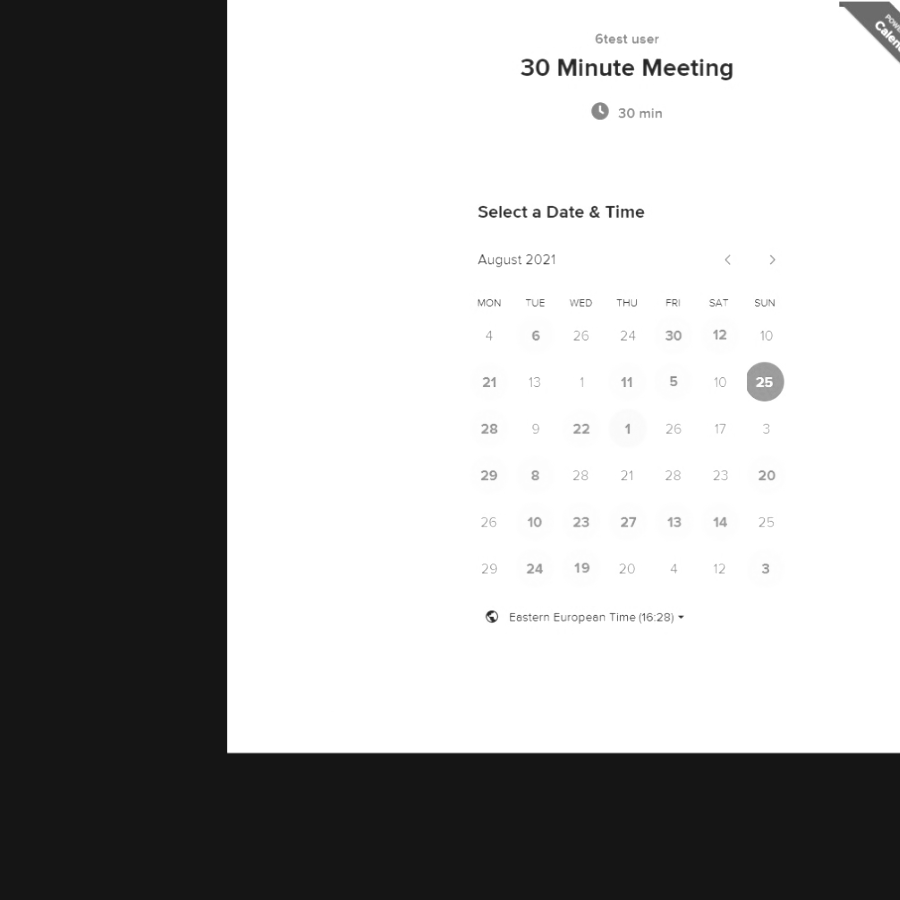 6test user
30 Minute Meeting
30 min
Select a Date & Time
August 2021
MON TUE WED THU FRI SAT SUN
4 6 26 24 30 12 10
21 13 1 11 5 10 25
28 9 22 1 26 17 3
29 8 28 21 28 23 20
26 10 23 27 13 14 25
29 24 19 20 4 12 3
Eastern European Time (16:28)